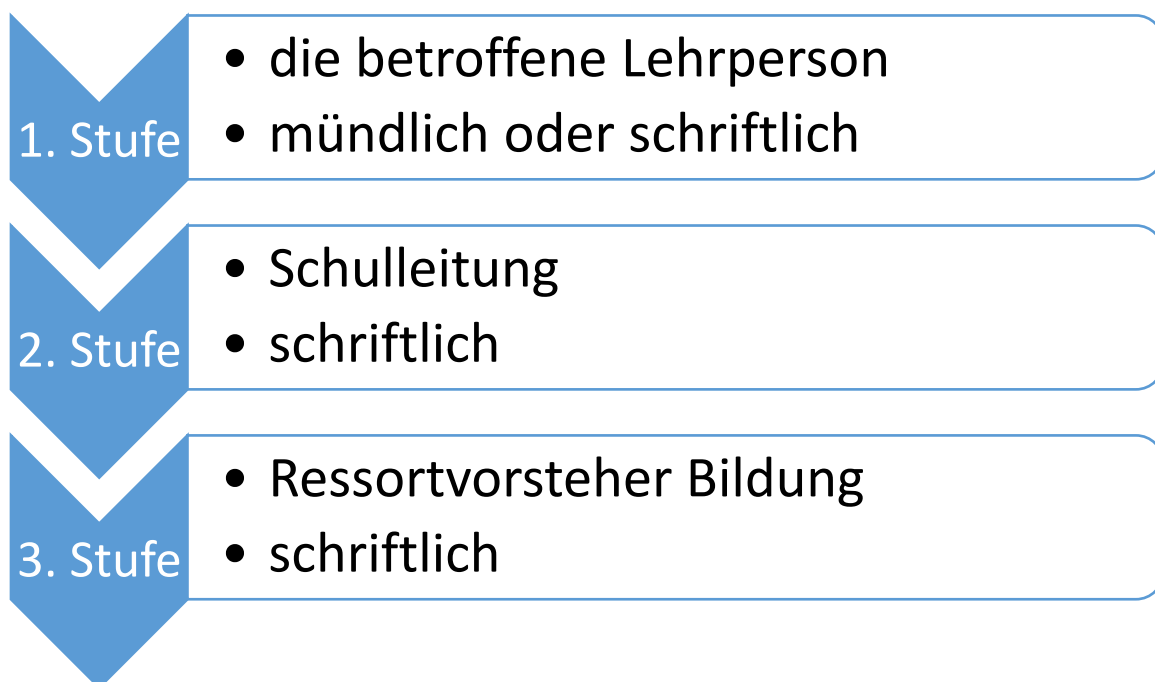 1. Stufe
• die betroffene Lehrperson
• mündlich oder schriftlich
2. Stufe
• Schulleitung
• schriftlich
3. Stufe
• Ressortvorsteher Bildung
• schriftlich